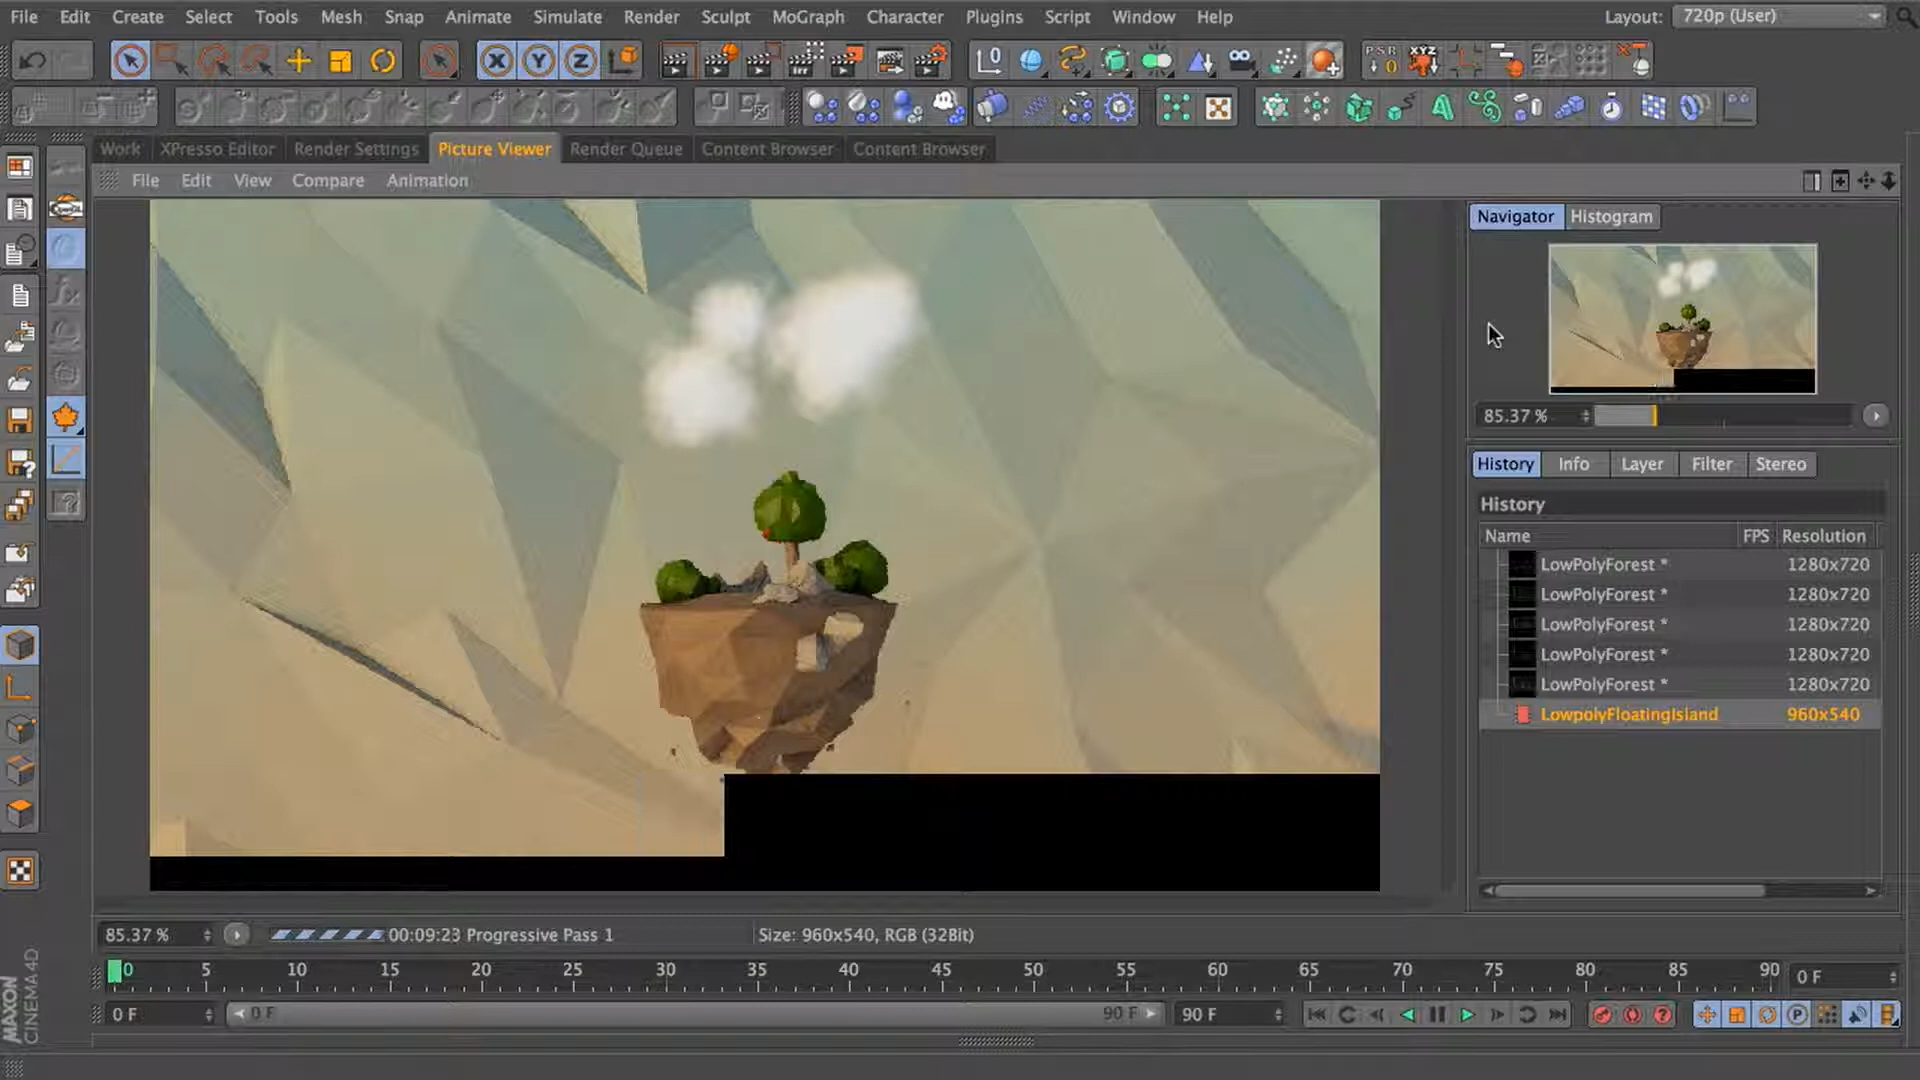 File Edit Create Select Tools Mesh Snap Animate Simulate Render Sculpt MoGraph Character Plugins Script Window Help Layout: 720p (User)
X Y Z 0 PSR 0 XYZ
Work XPresso Editor Render Settings Picture Viewer Render Queue Content Browser Content Browser
File Edit View Compare Animation
Navigator Histogram
85.37 %
History Info Layer Filter Stereo
History
Name FPS Resolution
LowPolyForest * 1280x720
LowPolyForest * 1280x720
LowPolyForest * 1280x720
LowPolyForest * 1280x720
LowPolyForest * 1280x720
LowpolyFloatingIsland 960x540
85.37 % 00:09:23 Progressive Pass 1 Size: 960x540, RGB (32Bit)
0 5 10 15 20 25 30 35 40 45 50 55 60 65 70 75 80 85 90 0 F
0 F 0 F 90 F 90 F
MAXON
CINEMA 4D